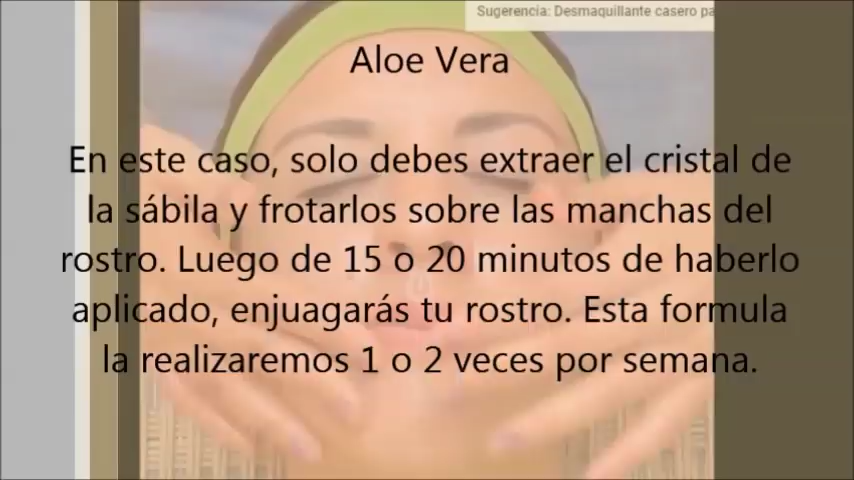 Sugerencia: Desmaquillante casero pa
Aloe Vera
En este caso, solo debes extraer el cristal de
la sábila y frotarlos sobre las manchas del
rostro. Luego de 15 o 20 minutos de haberlo
aplicado, enjuagarás tu rostro. Esta formula
la realizaremos 1 o 2 veces por semana.